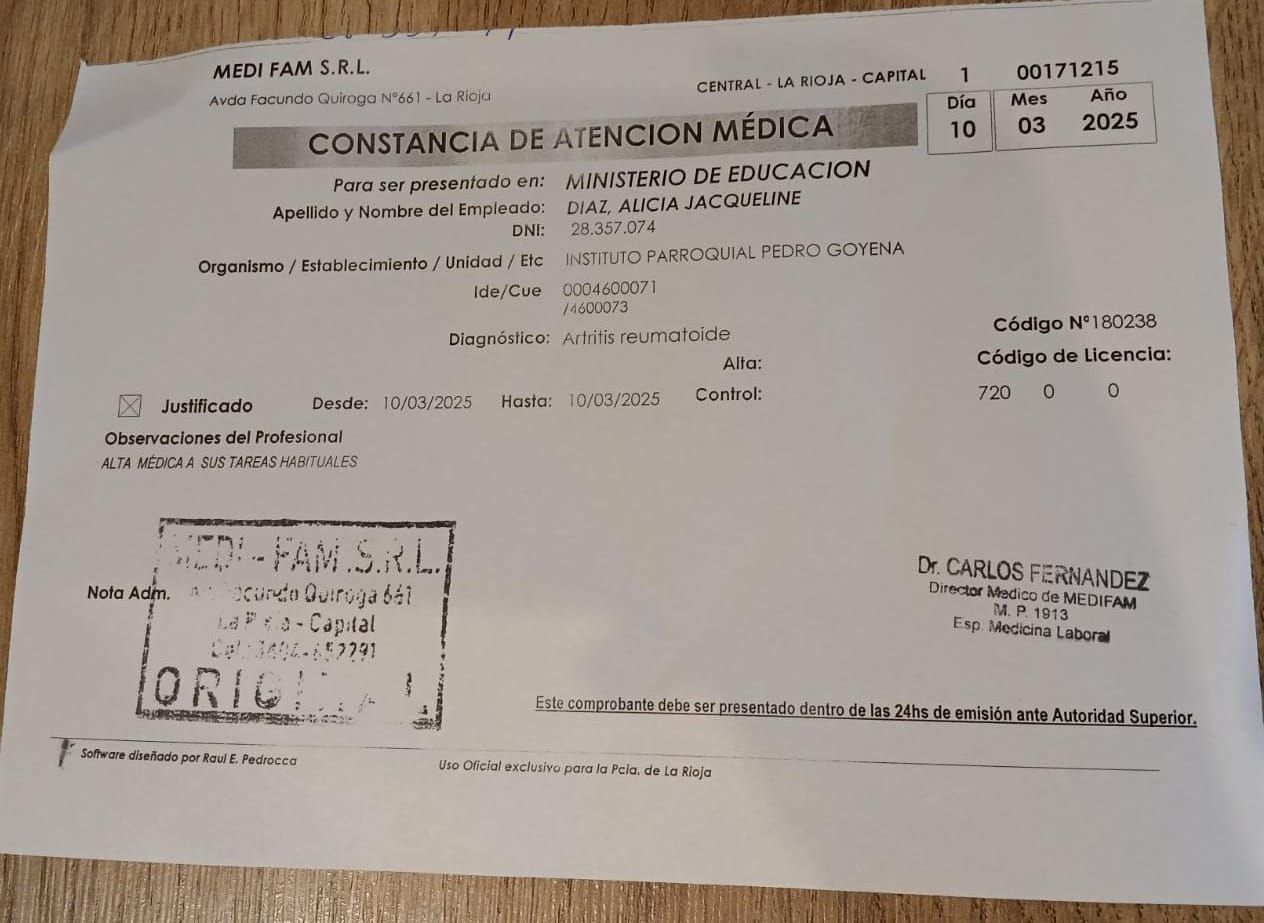 MEDI FAM S.R.L.
Avda Facundo Quiroga Nº661 - La Rioja
CENTRAL - LA RIOJA - CAPITAL 1 00171215
Día Mes Año
10 03 2025
CONSTANCIA DE ATENCION MÉDICA
Para ser presentado en: MINISTERIO DE EDUCACION
Apellido y Nombre del Empleado: DIAZ, ALICIA JACQUELINE
DNI: 28.357.074
Organismo / Establecimiento / Unidad / Etc INSTITUTO PARROQUIAL PEDRO GOYENA
Ide/Cue 0004600071
/4600073
Código Nº180238
Diagnóstico: Artritis reumatoide
Código de Licencia:
Alta:
720 0 0
Justificado Desde: 10/03/2025 Hasta: 10/03/2025 Control:
Observaciones del Profesional
ALTA MÉDICA A SUS TAREAS HABITUALES
MEDI-FAM.S.R.L.
Nota Adm.
Quiroga 661
- Capital
ORIGINAL
Dr. CARLOS FERNANDEZ
Director Medico de MEDIFAM
M. P. 1913
Esp. Medicina Laboral
Este comprobante debe ser presentado dentro de las 24hs de emisión ante Autoridad Superior.
Software diseñado por Raul E. Pedrocca
Uso Oficial exclusivo para la Pcia. de La Rioja